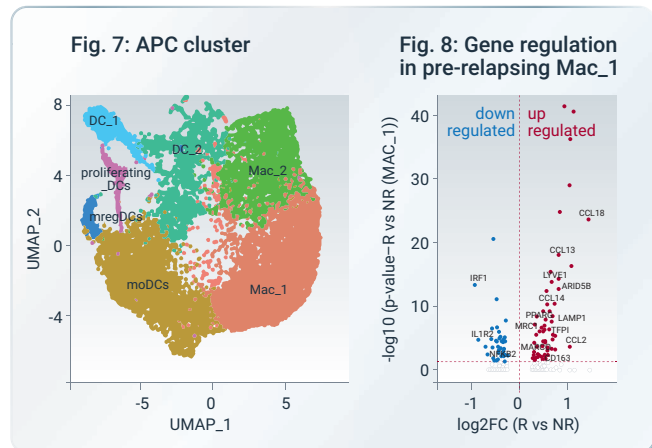 Fig. 7: APC cluster
8
4
0
-4
UMAP_2
DC_1
DC_2
Mac_2
proliferating
_DCs
mregDCs
moDCs
Mac_1
-5
0
5
UMAP_1
Fig. 8: Gene regulation
in pre-relapsing Mac_1
40
30
20
10
0
-log10 (p-value–R vs NR (MAC_1))
down
regulated
up
regulated
CCL18
CCL13
LYVE1
IRF1
ARID5B
CCL14
PPARG
LAMP1
MRC1
TFPI
IL1R2
CCL2
CD163
-1
0
1
log2FC (R vs NR)